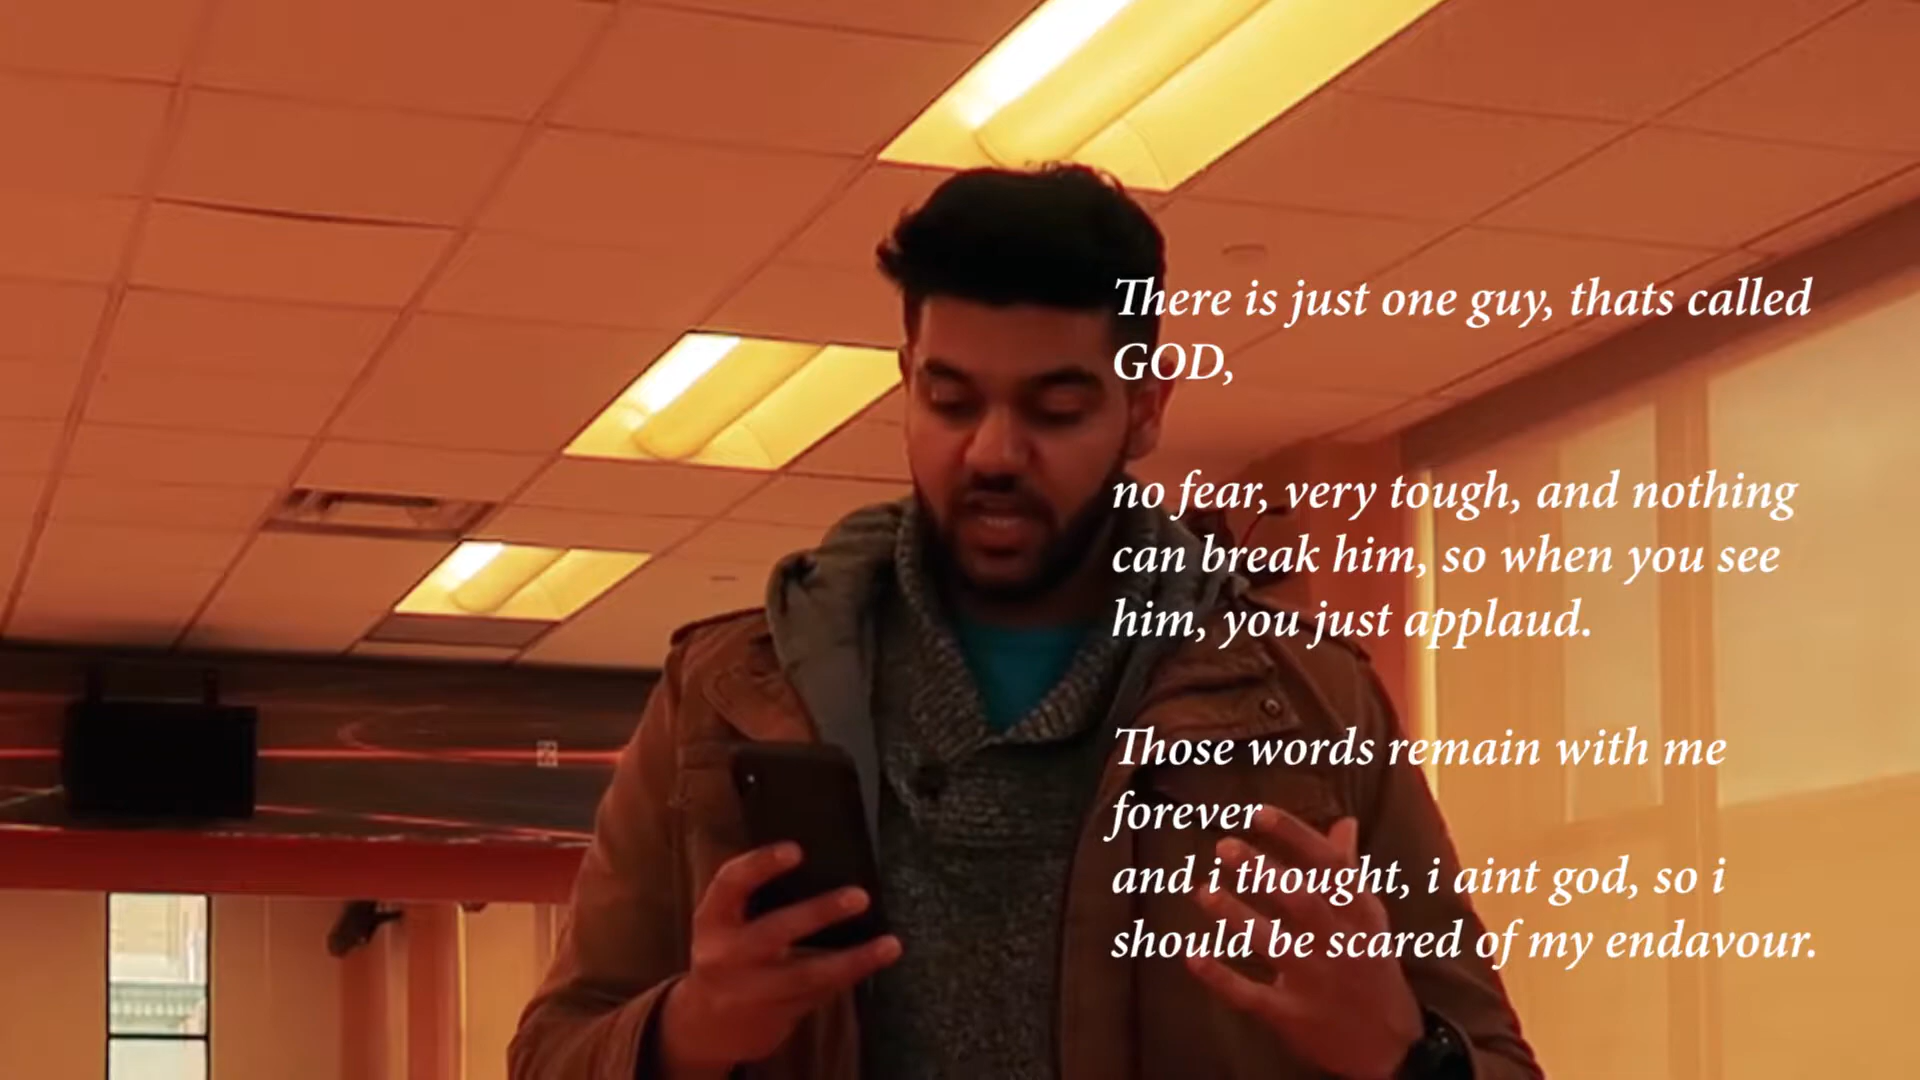 There is just one guy, thats called
GOD,
no fear, very tough, and nothing
can break him, so when you see
him, you just applaud.
Those words remain with me
forever
and i thought, i aint god, so i
should be scared of my endavour.